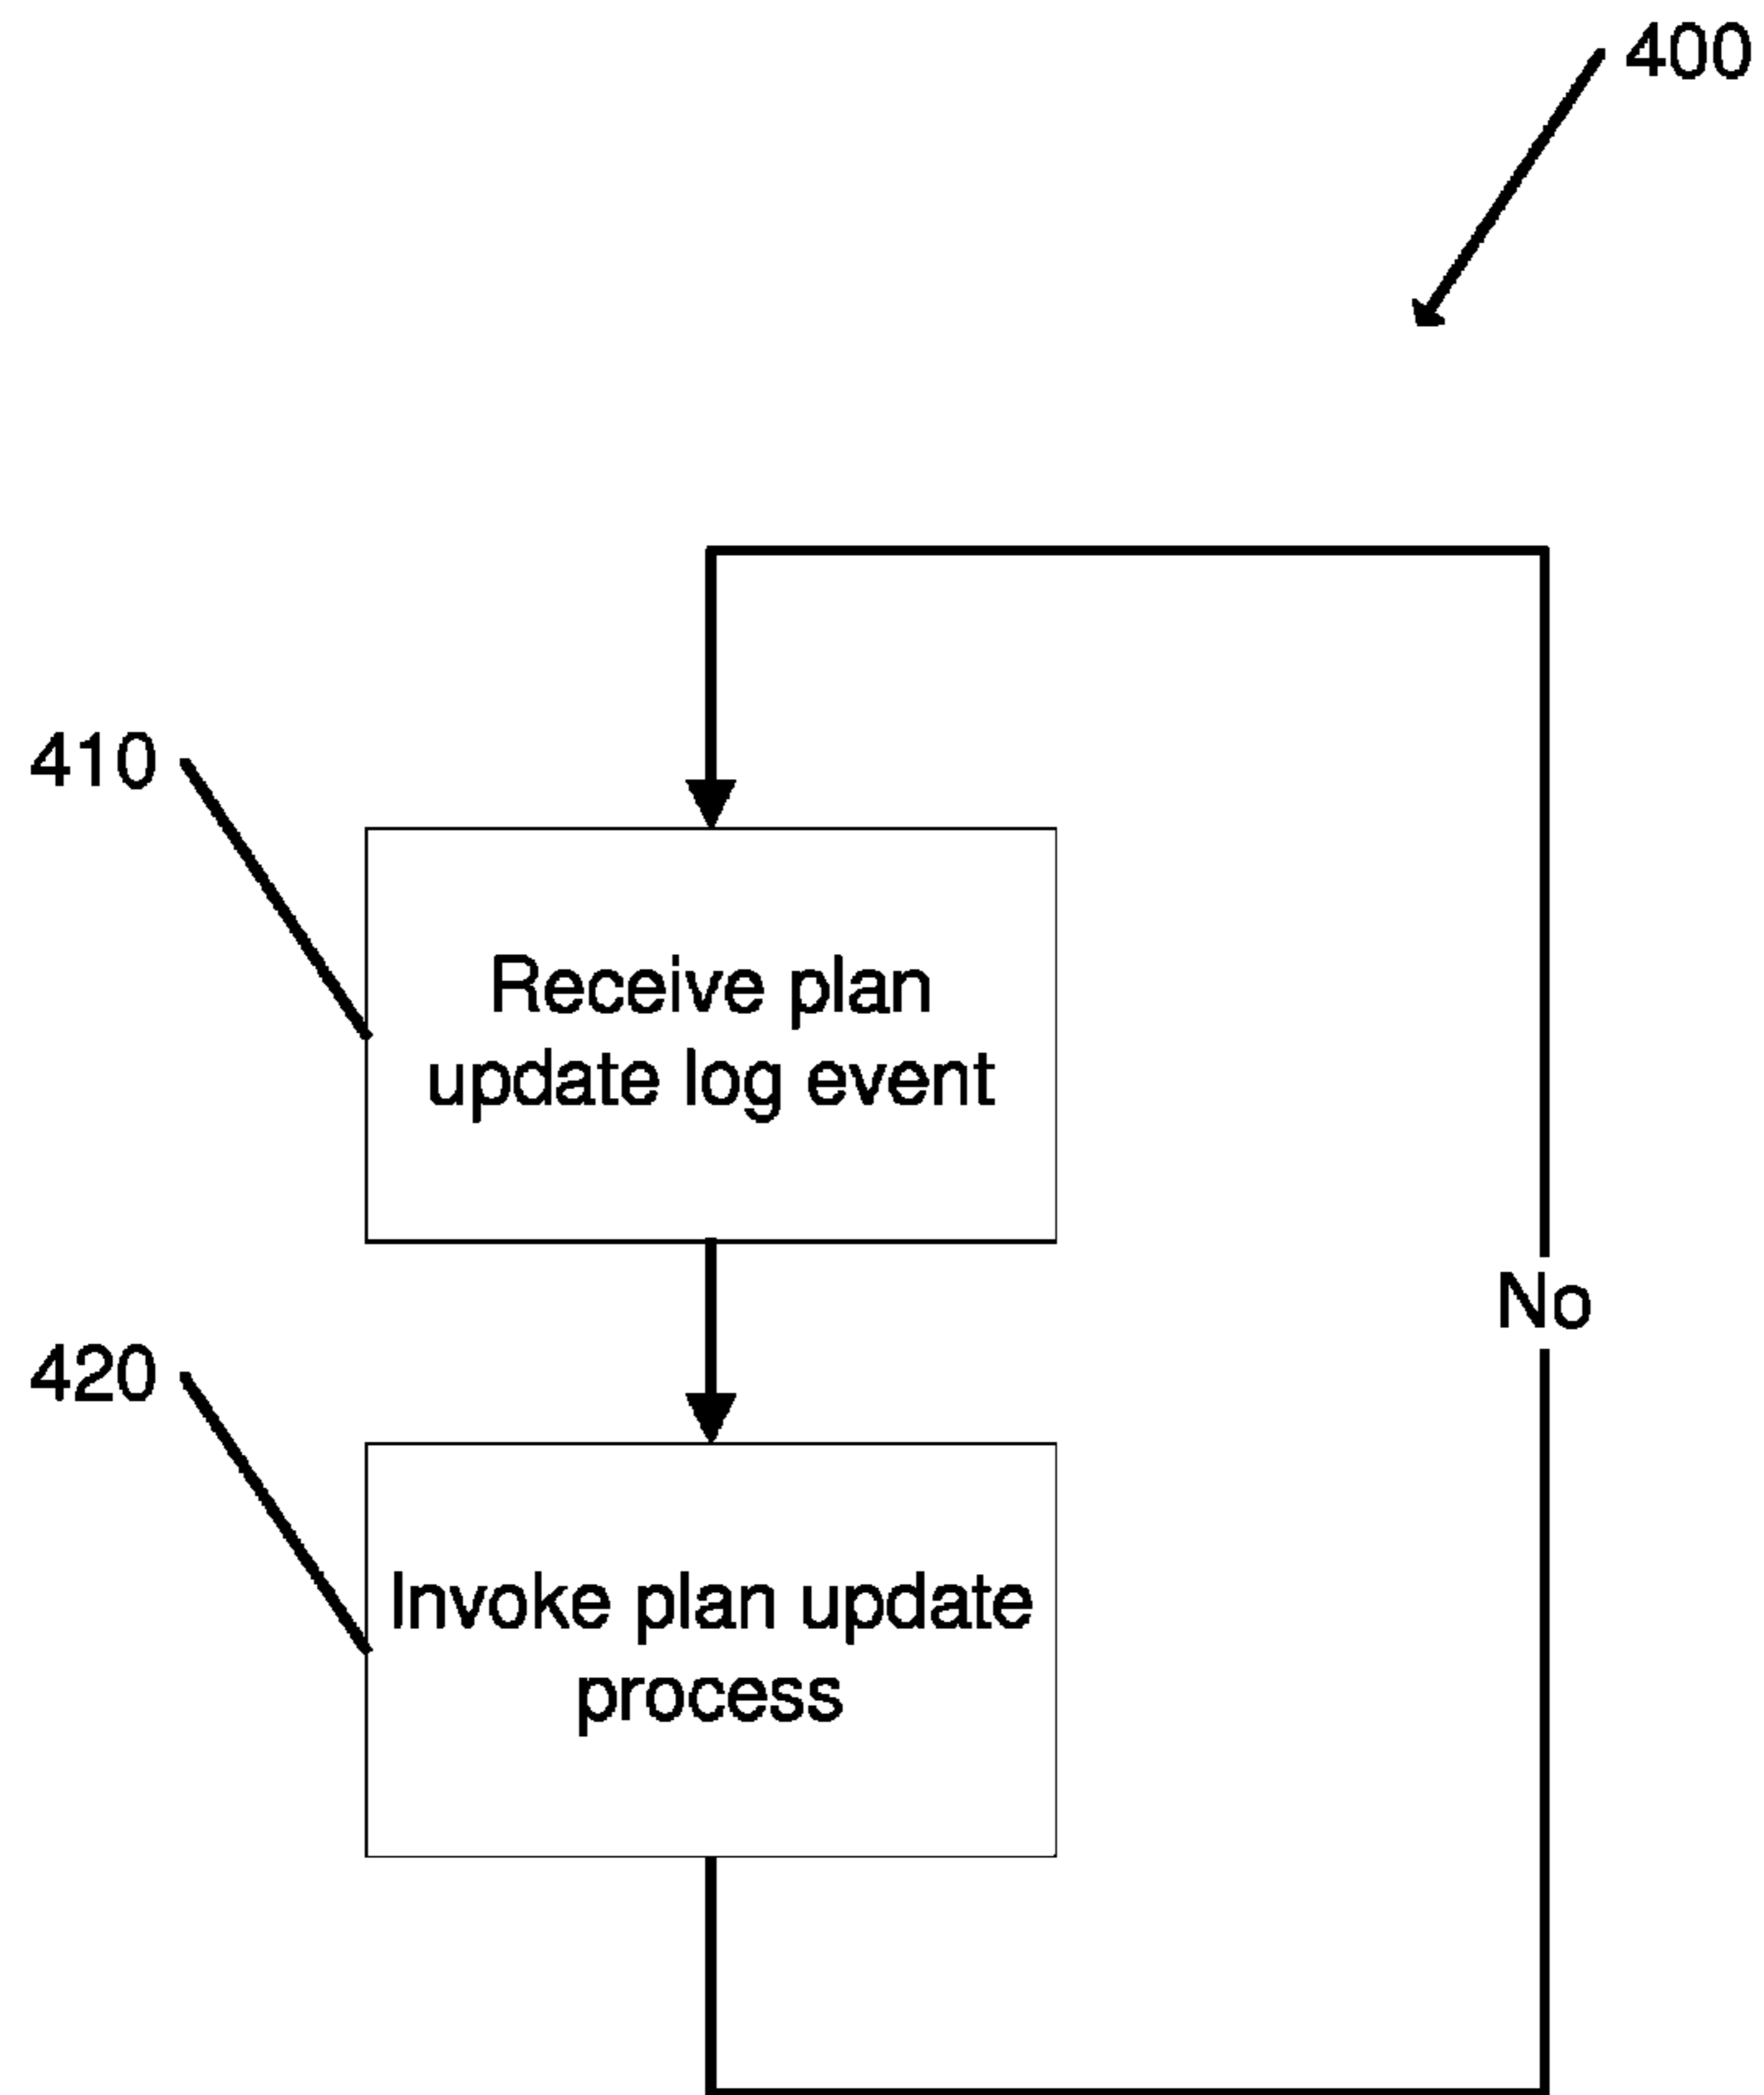 400
410
Receive plan
update log event
No
420
Invoke plan update
process